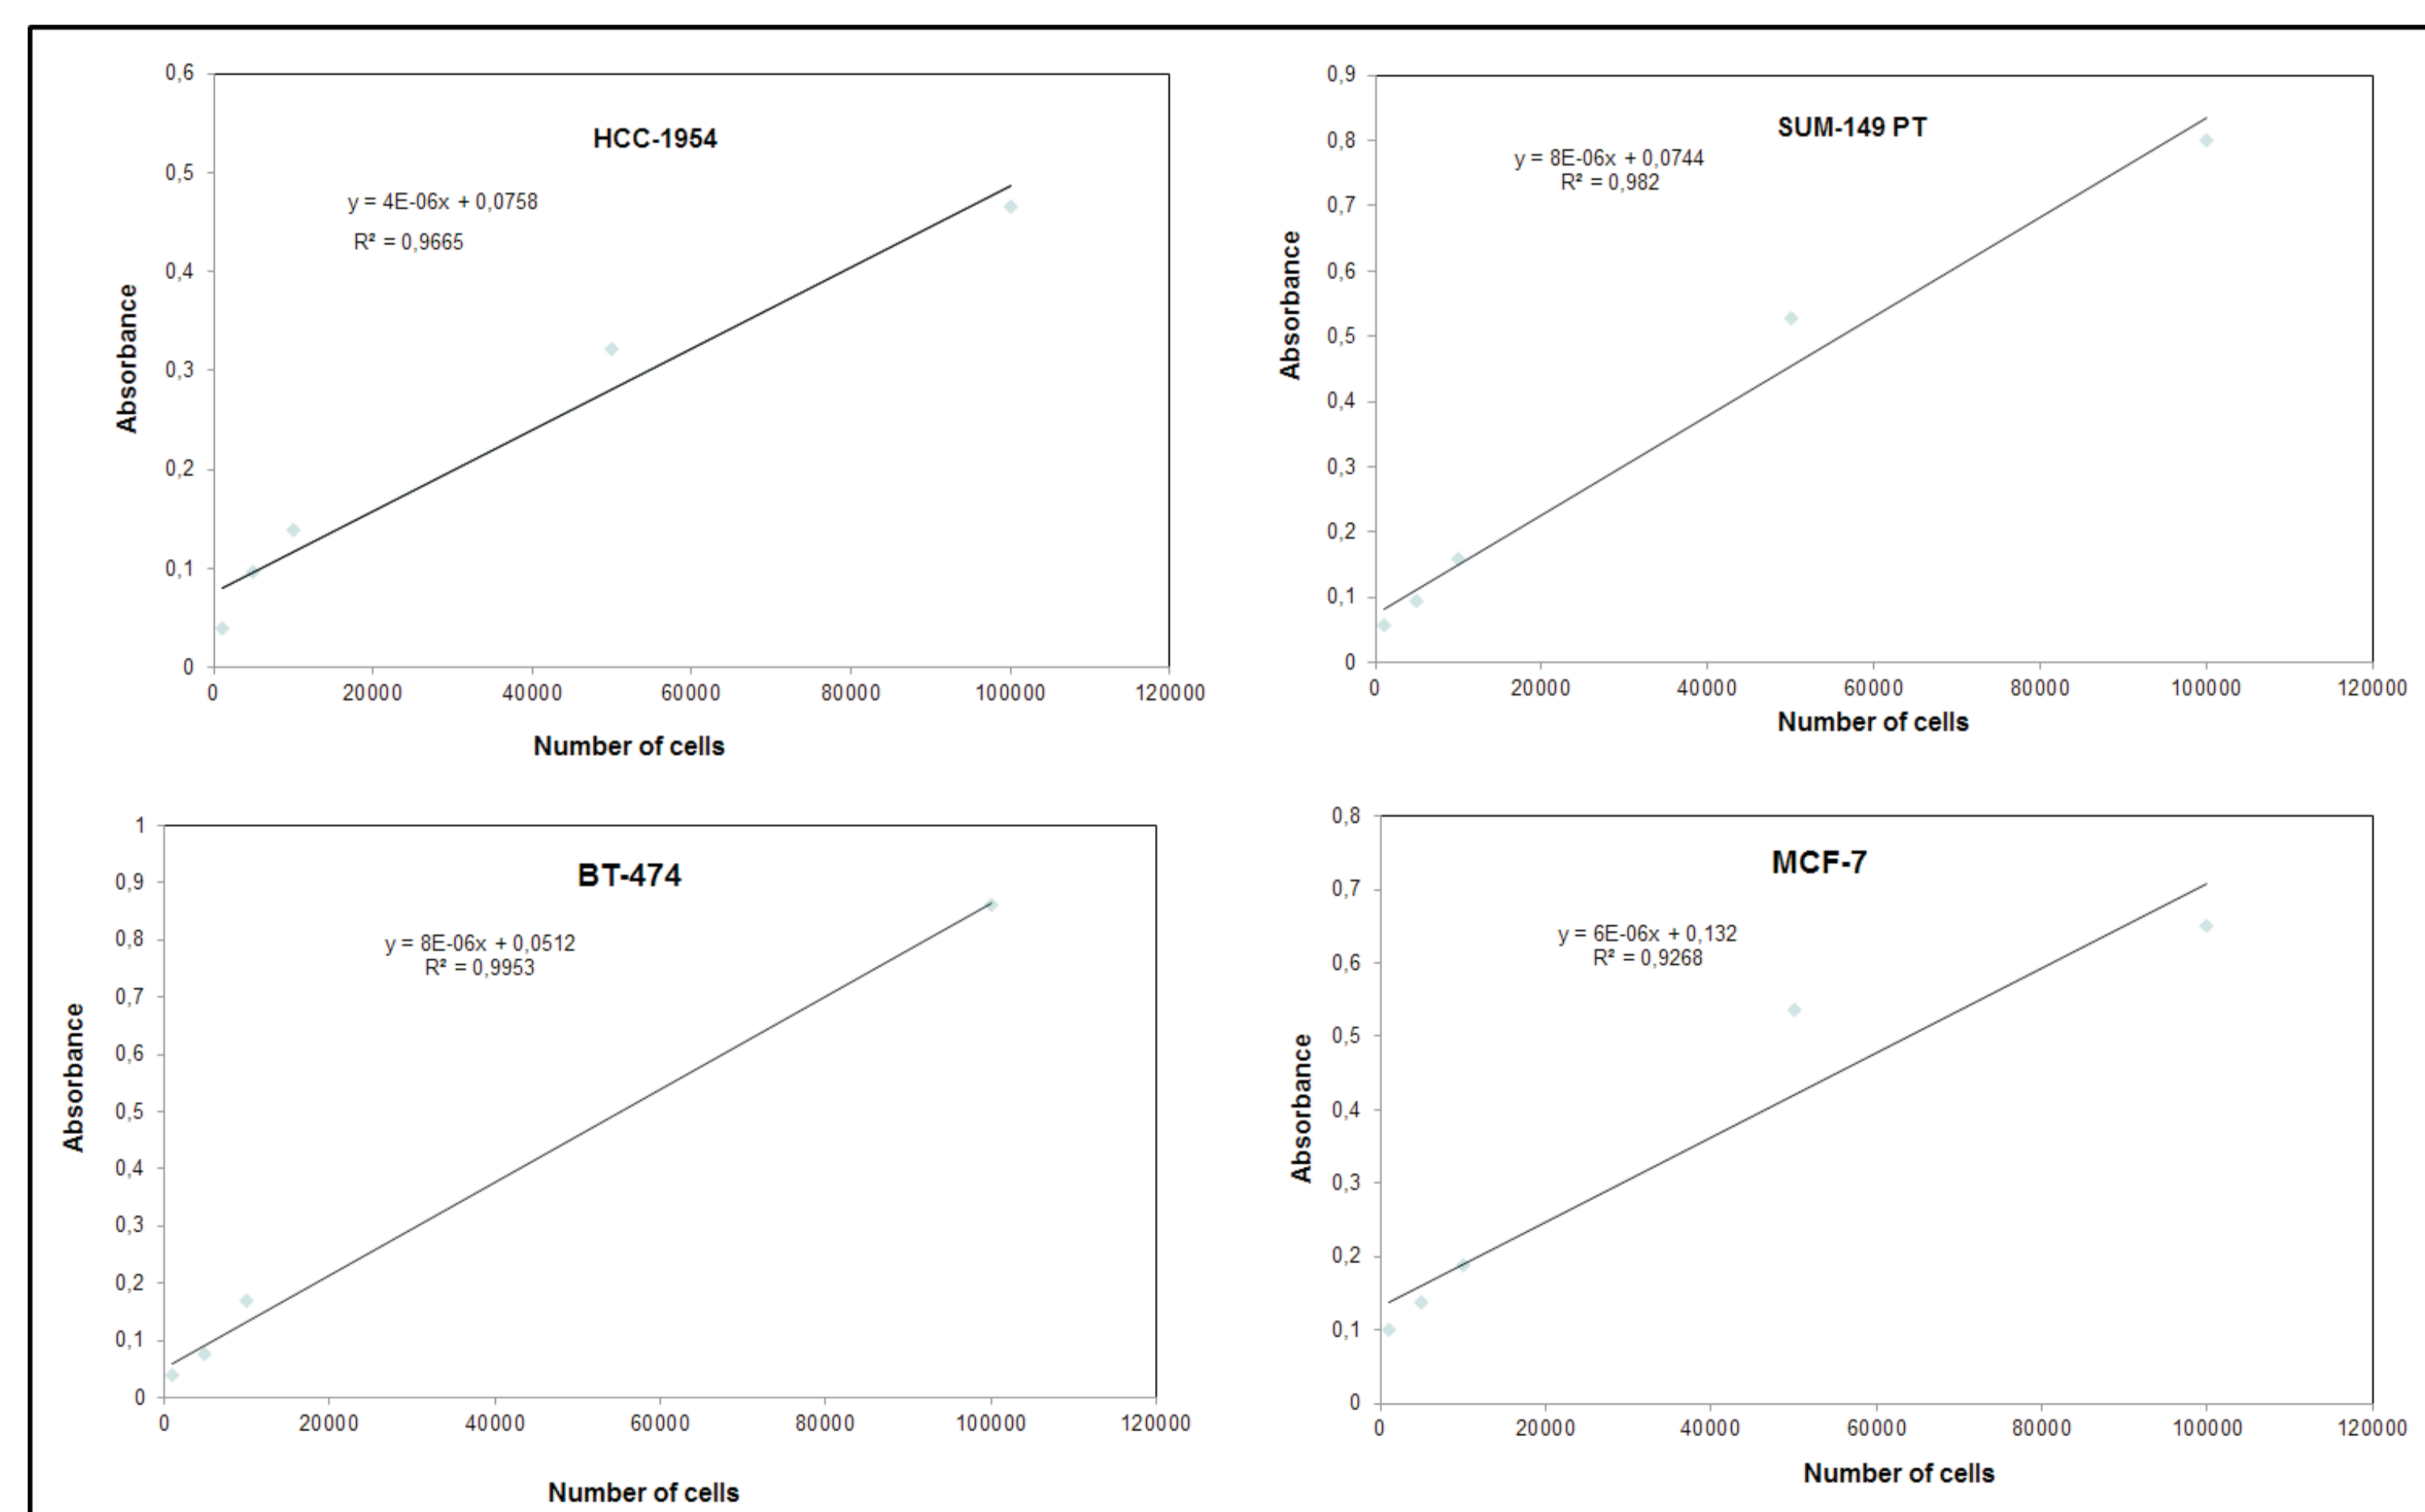 HCC-1954
y = 4E-06x + 0,0758
R² = 0,9665
Absorbance
0,6
0,5
0,4
0,3
0,2
0,1
0
0 20000 40000 60000 80000 100000 120000
Number of cells
SUM-149 PT
y = 8E-06x + 0,0744
R² = 0,982
Absorbance
0,9
0,8
0,7
0,6
0,5
0,4
0,3
0,2
0,1
0
0 20000 40000 60000 80000 100000 120000
Number of cells
BT-474
y = 8E-06x + 0,0512
R² = 0,9953
Absorbance
1
0,9
0,8
0,7
0,6
0,5
0,4
0,3
0,2
0,1
0
0 20000 40000 60000 80000 100000 120000
Number of cells
MCF-7
y = 6E-06x + 0,132
R² = 0,9268
Absorbance
0,8
0,7
0,6
0,5
0,4
0,3
0,2
0,1
0
0 20000 40000 60000 80000 100000 120000
Number of cells